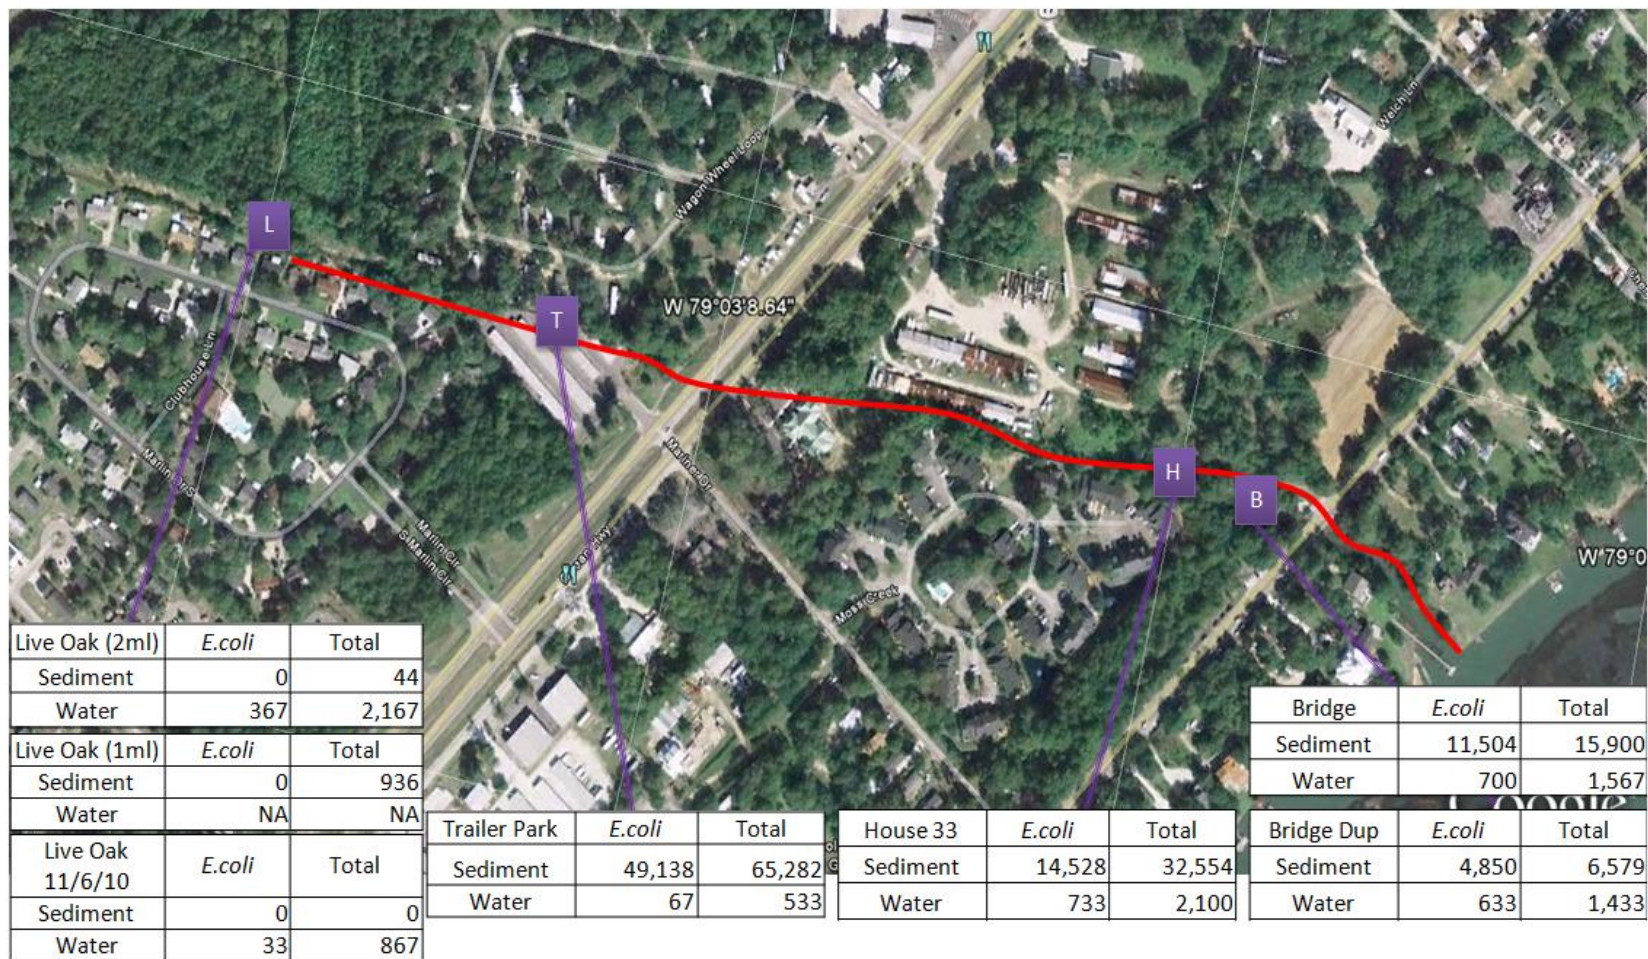 Welch Ln
Wagon Wheel Loop
L
T
W 79°03'8.64"
Clubhouse Ln
Mariner Dr
H
B
Marlin Cir
S Marlin Cir
W 79°0
Moss Creek
Live Oak (2ml) E.coli Total
Sediment 0 44
Water 367 2,167
Live Oak (1ml) E.coli Total
Sediment 0 936
Water NA NA
Live Oak
11/6/10 E.coli Total
Sediment 0 0
Water 33 867
Trailer Park E.coli Total
Sediment 49,138 65,282
Water 67 533
House 33 E.coli Total
Sediment 14,528 32,554
Water 733 2,100
Bridge E.coli Total
Sediment 11,504 15,900
Water 700 1,567
Google
Bridge Dup E.coli Total
Sediment 4,850 6,579
Water 633 1,433